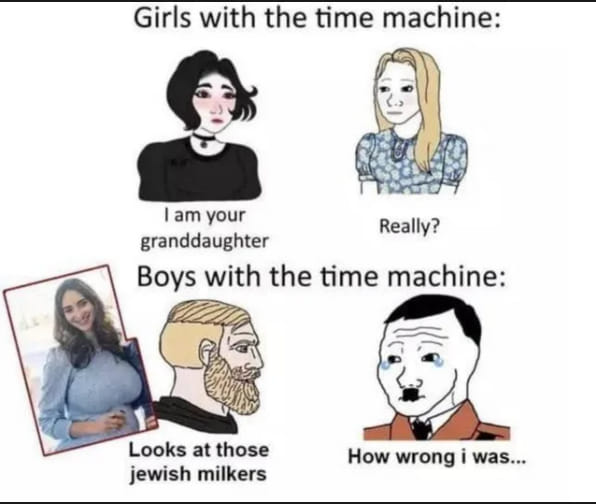 Girls with the time machine:
I am your
granddaughter
Really?
Boys with the time machine:
Looks at those
jewish milkers
How wrong i was...